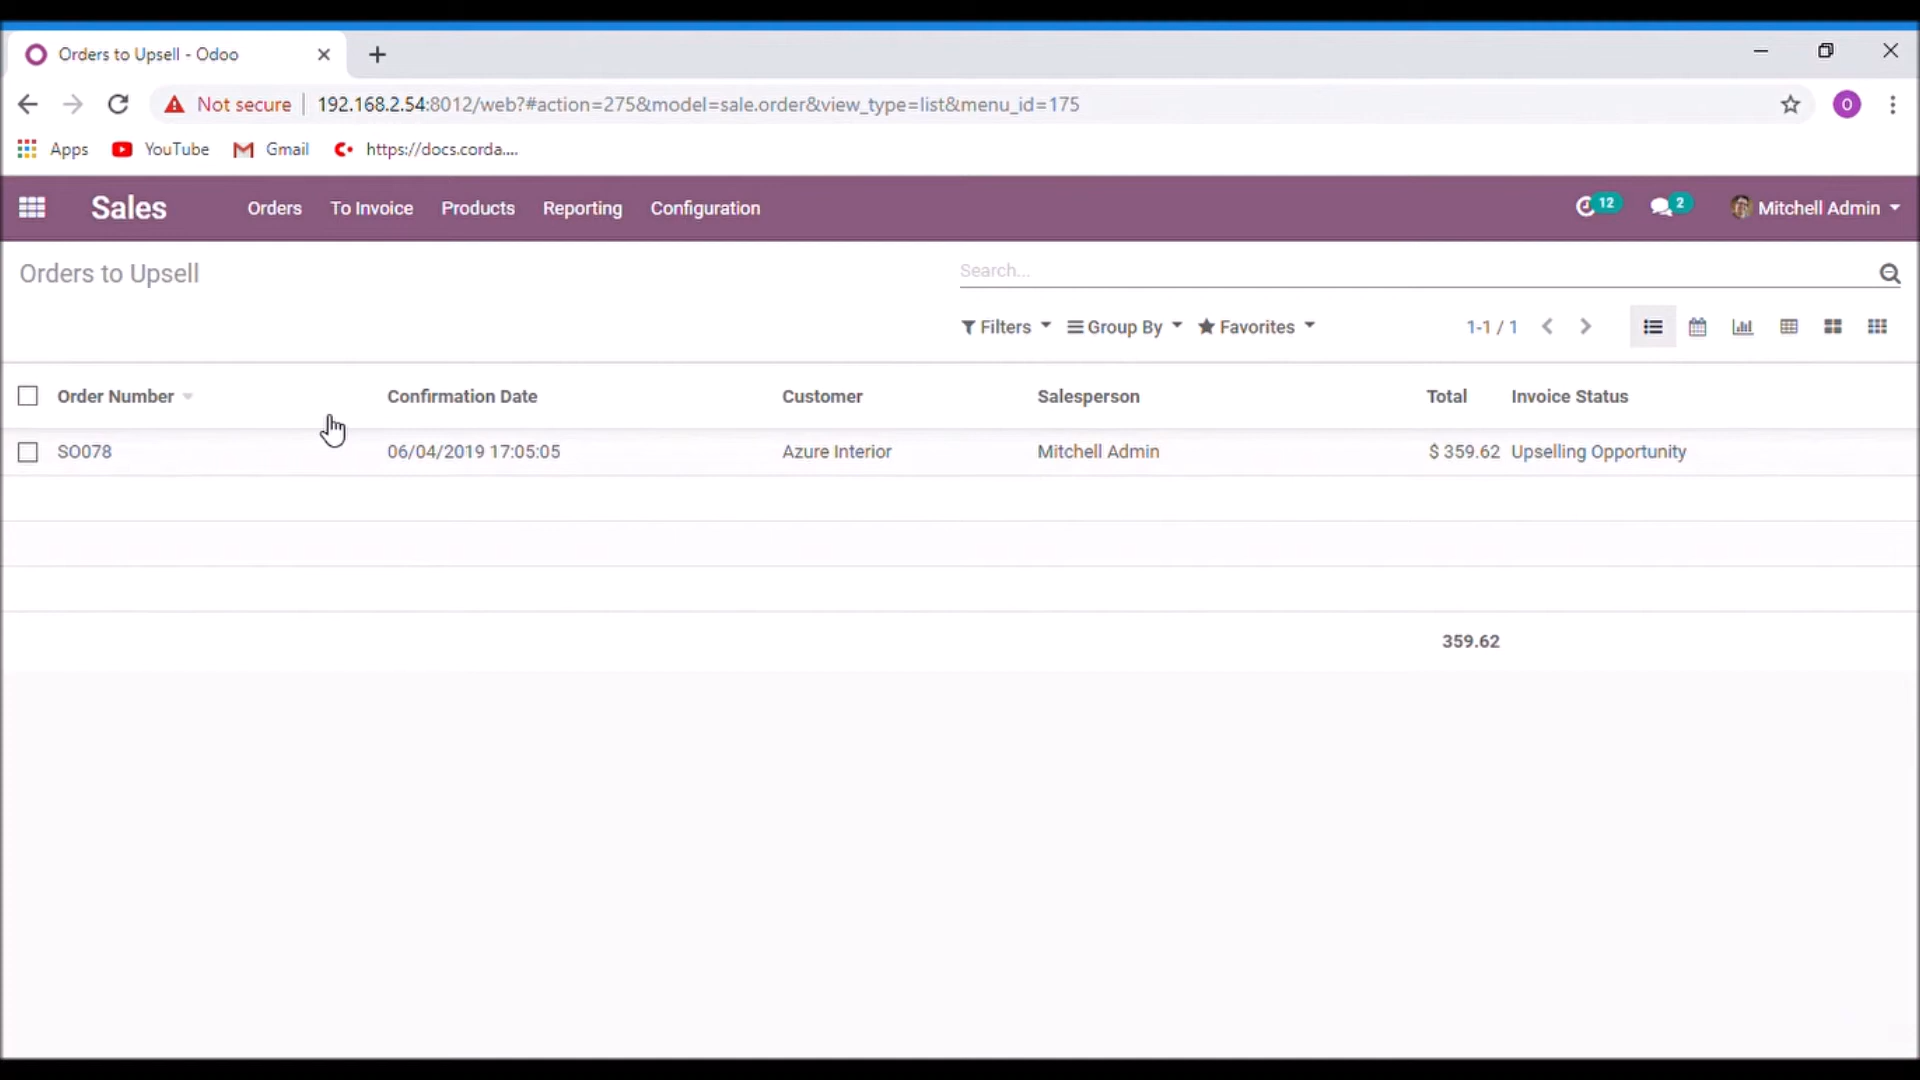 Orders to Upsell - Odoo
Not secure 192.168.2.54:8012/web?#action=275&model=sale.order&view_type=list&menu_id=175 O
Apps YouTube Gmail https://docs.corda....
Sales Orders To Invoice Products Reporting Configuration 12 2 Mitchell Admin
Orders to Upsell Search...
Filters Group By Favorites 1-1 / 1
Order Number Confirmation Date Customer Salesperson Total Invoice Status
SO078 06/04/2019 17:05:05 Azure Interior Mitchell Admin $ 359.62 Upselling Opportunity
359.62